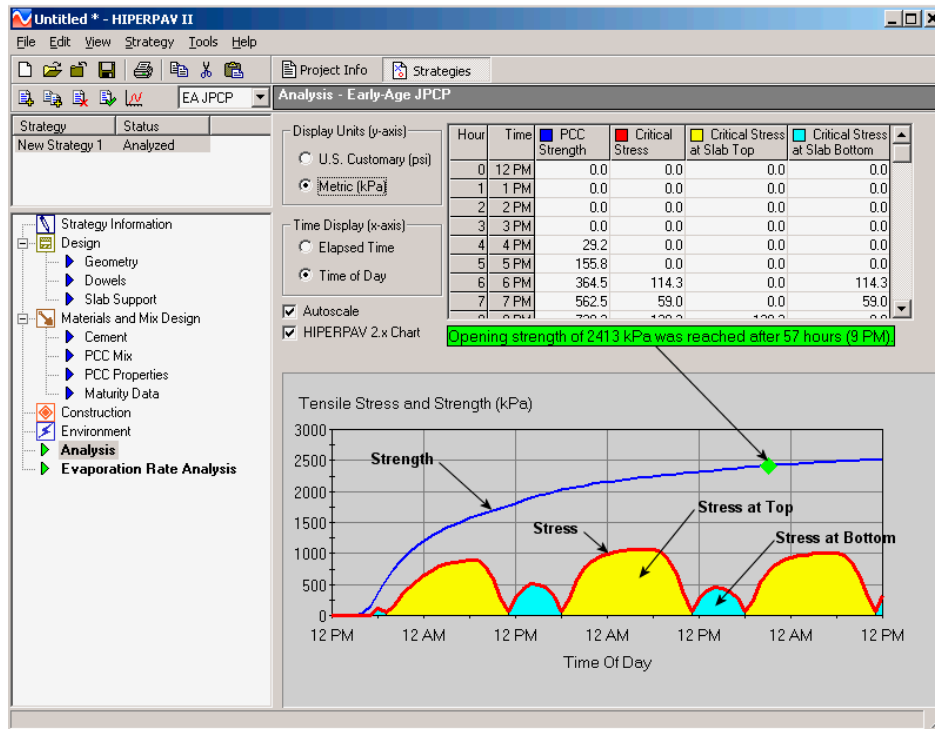 Untitled * - HIPERPAV II
File Edit View Strategy Tools Help
Project Info Strategies
EA JPCP
Analysis - Early-Age JPCP
Strategy Status
New Strategy 1 Analyzed
Strategy Information
Design
Geometry
Dowels
Slab Support
Materials and Mix Design
Cement
PCC Mix
PCC Properties
Maturity Data
Construction
Environment
Analysis
Evaporation Rate Analysis
Display Units (y-axis)
U.S. Customary (psi)
Metric (kPa)
Time Display (x-axis)
Elapsed Time
Time of Day
Autoscale
HIPERPAV 2.x Chart
Hour Time PCC Strength Critical Stress Critical Stress at Slab Top Critical Stress at Slab Bottom
0 12 PM 0.0 0.0 0.0 0.0
1 1 PM 0.0 0.0 0.0 0.0
2 2 PM 0.0 0.0 0.0 0.0
3 3 PM 0.0 0.0 0.0 0.0
4 4 PM 29.2 0.0 0.0 0.0
5 5 PM 155.8 0.0 0.0 0.0
6 6 PM 364.5 114.3 0.0 114.3
7 7 PM 562.5 59.0 0.0 59.0
Opening strength of 2413 kPa was reached after 57 hours (9 PM).
Tensile Stress and Strength (kPa)
3000
2500
2000
1500
1000
500
0
Strength
Stress
Stress at Top
Stress at Bottom
12 PM 12 AM 12 PM 12 AM 12 PM 12 AM 12 PM
Time Of Day